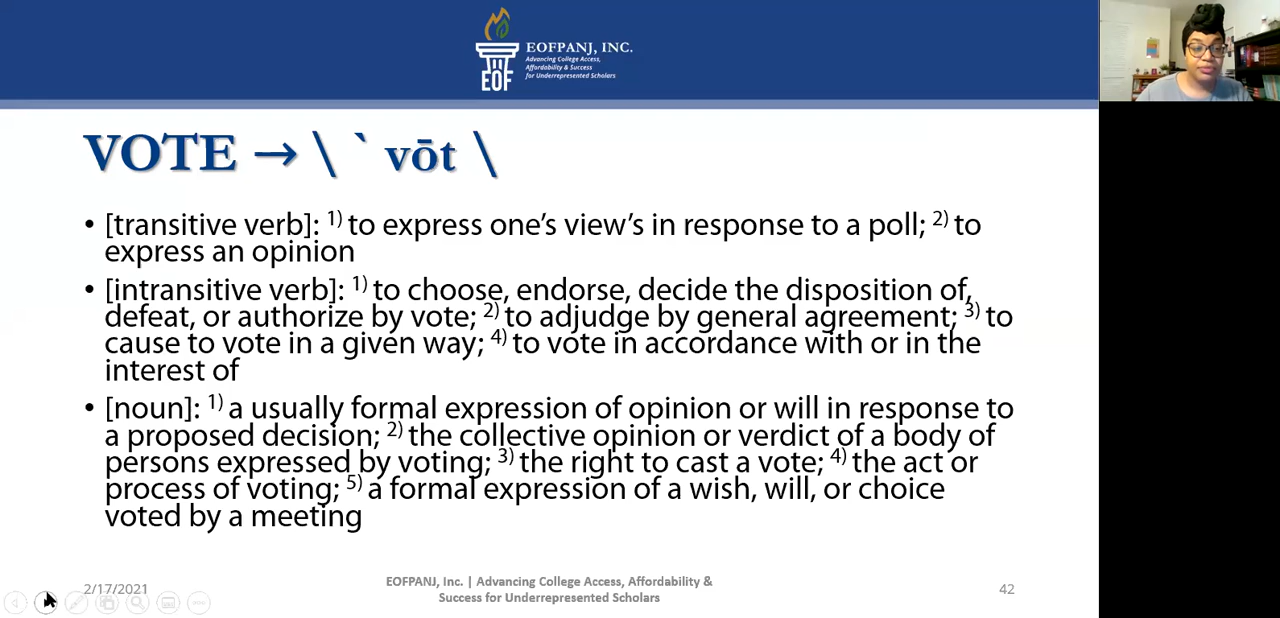 EOFPANJ, INC.
Advancing College Access,
Affordability & Success
for Underrepresented Scholars
EOF
VOTE → \ ` vōt \
• [transitive verb]: 1) to express one’s view’s in response to a poll; 2) to
express an opinion
• [intransitive verb]: 1) to choose, endorse, decide the disposition of,
defeat, or authorize by vote; 2) to adjudge by general agreement; 3) to
cause to vote in a given way; 4) to vote in accordance with or in the
interest of
• [noun]: 1) a usually formal expression of opinion or will in response to
a proposed decision; 2) the collective opinion or verdict of a body of
persons expressed by voting; 3) the right to cast a vote; 4) the act or
process of voting; 5) a formal expression of a wish, will, or choice
voted by a meeting
2/17/2021
EOFPANJ, Inc. | Advancing College Access, Affordability &
Success for Underrepresented Scholars
42